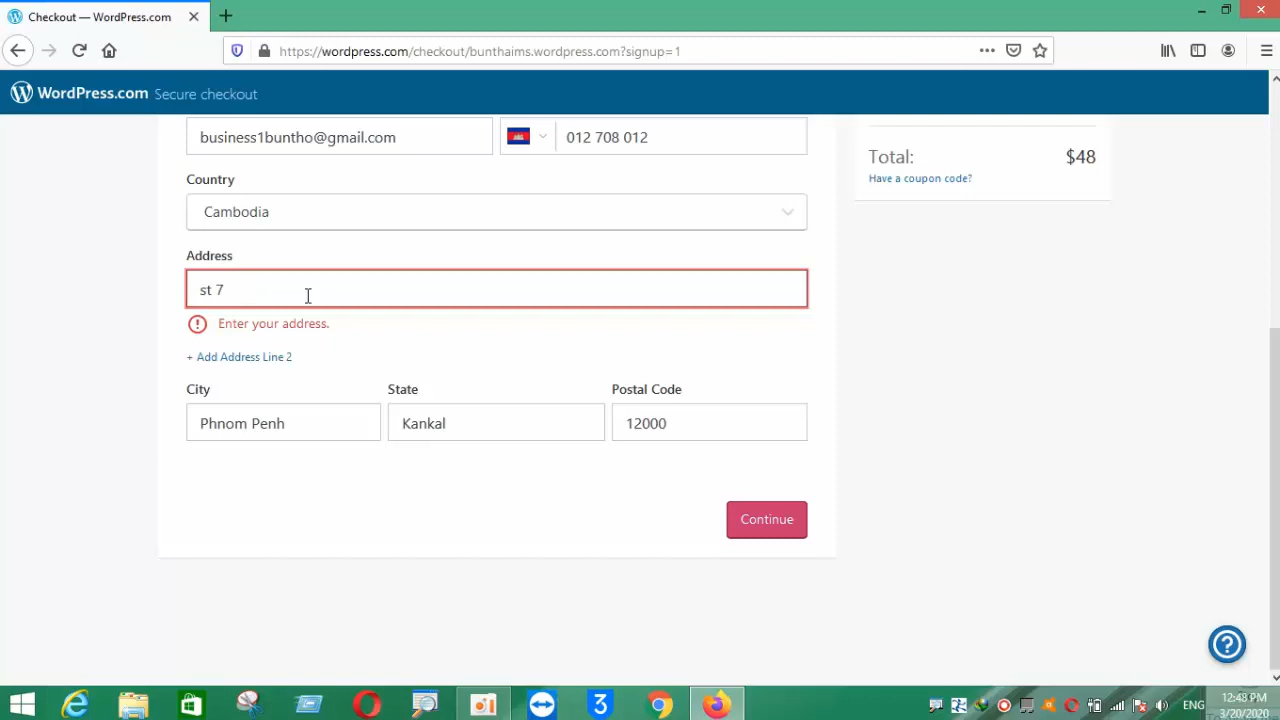 Checkout — WordPress.com
https://wordpress.com/checkout/bunthaims.wordpress.com?signup=1
WordPress.com Secure checkout
business1buntho@gmail.com
012 708 012
Total: $48
Have a coupon code?
Country
Cambodia
Address
st 7
Enter your address.
+ Add Address Line 2
City State Postal Code
Phnom Penh Kankal 12000
Continue
12:48 PM
ENG
3/20/2020